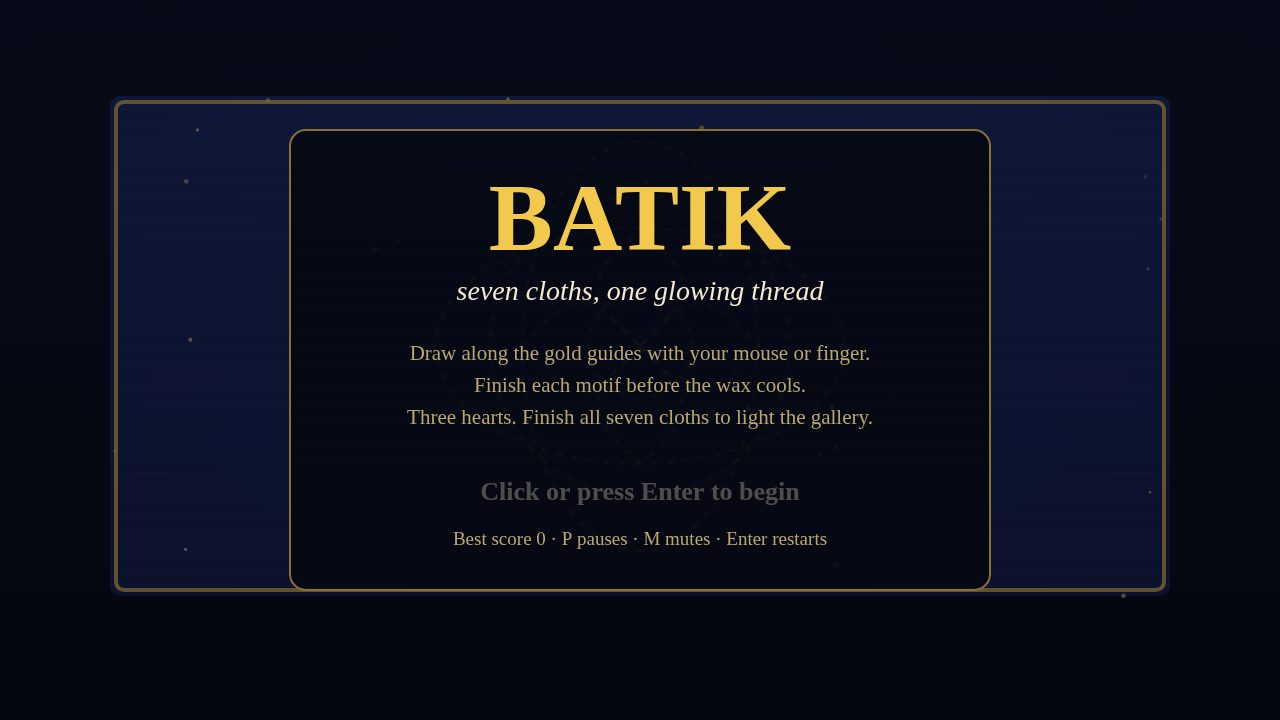 BATIK
seven cloths, one glowing thread
Draw along the gold guides with your mouse or finger.
Finish each motif before the wax cools.
Three hearts. Finish all seven cloths to light the gallery.
Click or press Enter to begin
Best score 0 · P pauses · M mutes · Enter restarts